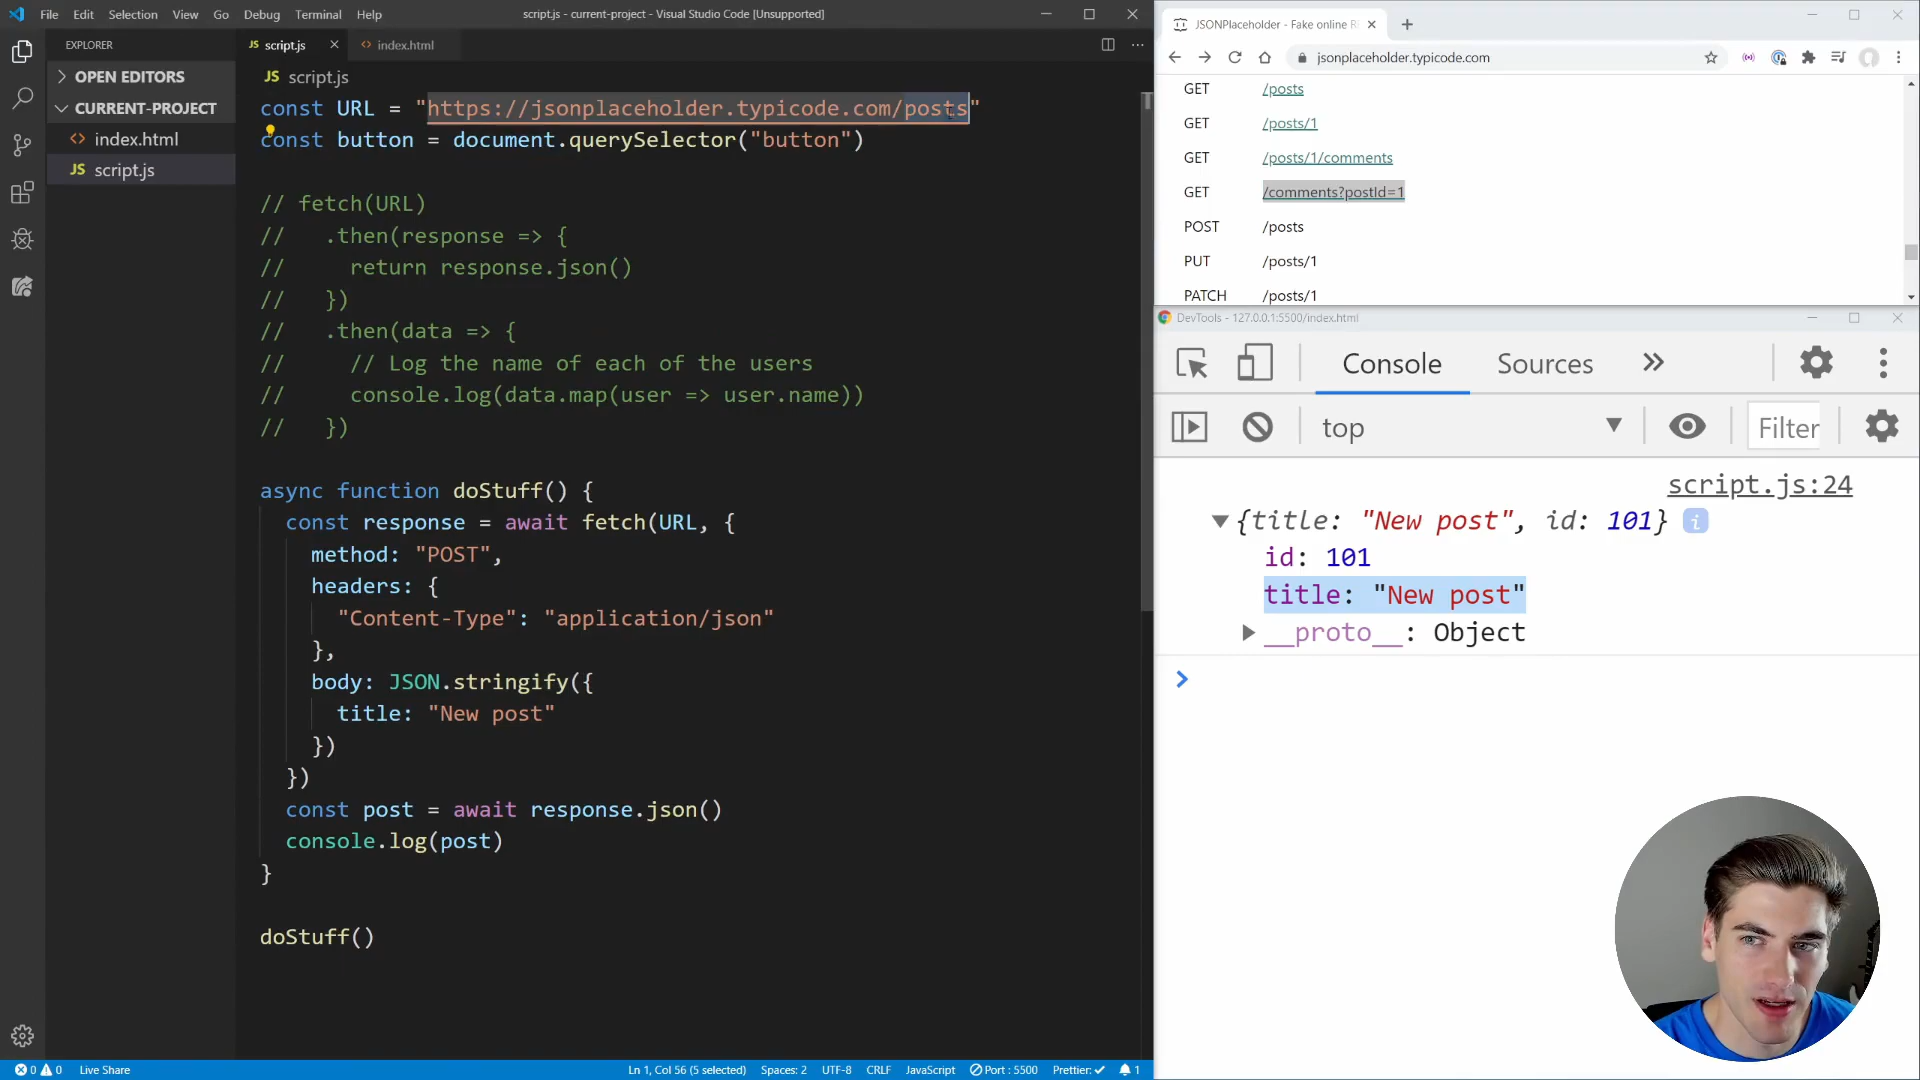 File Edit Selection View Go Debug Terminal Help
script.js - current-project - Visual Studio Code [Unsupported]
EXPLORER
OPEN EDITORS
CURRENT-PROJECT
index.html
JS script.js
JS script.js
index.html
JS script.js
const URL = "https://jsonplaceholder.typicode.com/posts"
const button = document.querySelector("button")
// fetch(URL)
//   .then(response => {
//     return response.json()
//   })
//   .then(data => {
//     // Log the name of each of the users
//     console.log(data.map(user => user.name))
//   })
async function doStuff() {
  const response = await fetch(URL, {
    method: "POST",
    headers: {
      "Content-Type": "application/json"
    },
    body: JSON.stringify({
      title: "New post"
    })
  })
  const post = await response.json()
  console.log(post)
}
doStuff()
0 0 Live Share
Ln 1, Col 56 (5 selected) Spaces: 2 UTF-8 CRLF JavaScript Port : 5500 Prettier: 1
JSONPlaceholder - Fake online R
jsonplaceholder.typicode.com
GET /posts
GET /posts/1
GET /posts/1/comments
GET /comments?postId=1
POST /posts
PUT /posts/1
PATCH /posts/1
DevTools - 127.0.0.1:5500/index.html
Console Sources
top
Filter
script.js:24
{title: "New post", id: 101} i
id: 101
title: "New post"
__proto__: Object